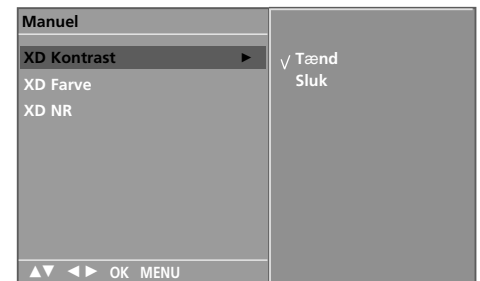 Manuel
XD Kontrast ►
√ Tænd
Sluk
XD Farve
XD NR
▲▼ ◄► OK MENU